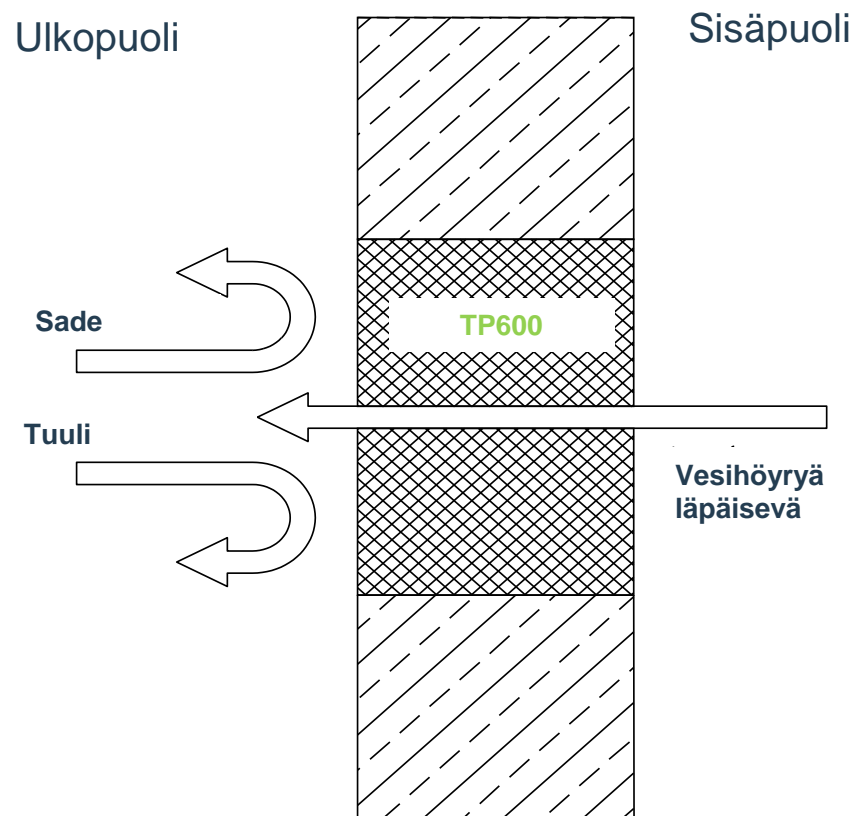 Ulkopuoli
Sisäpuoli
Sade
TP600
Tuuli
Vesihöyryä
läpäisevä